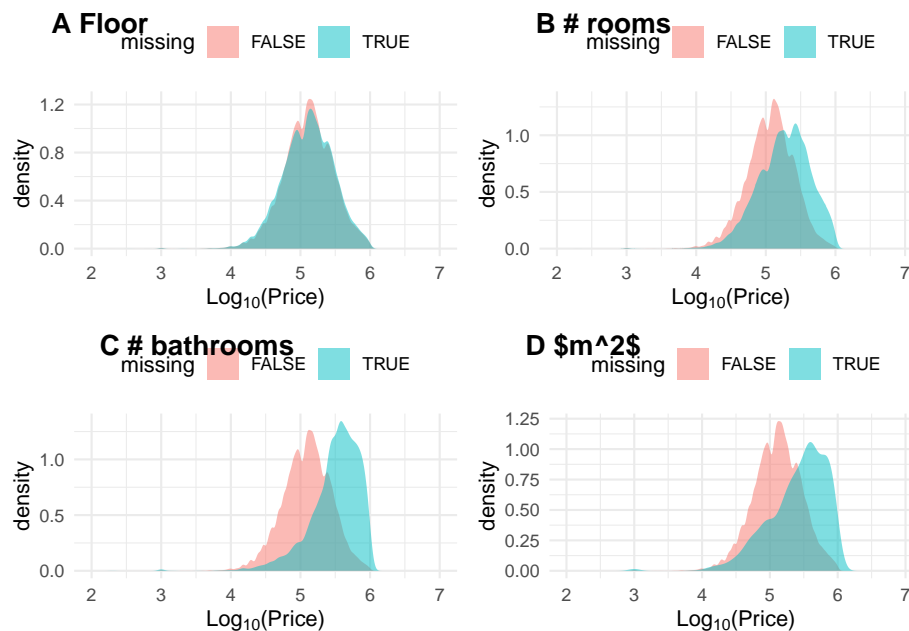 A Floor
missing FALSE TRUE
density
1.2
0.8
0.4
0.0
2 3 4 5 6 7
Log10(Price)
B # rooms
missing FALSE TRUE
density
1.0
0.5
0.0
2 3 4 5 6 7
Log10(Price)
C # bathrooms
missing FALSE TRUE
density
1.0
0.5
0.0
2 3 4 5 6 7
Log10(Price)
D $m^2$
missing FALSE TRUE
density
1.25
1.00
0.75
0.50
0.25
0.00
2 3 4 5 6 7
Log10(Price)